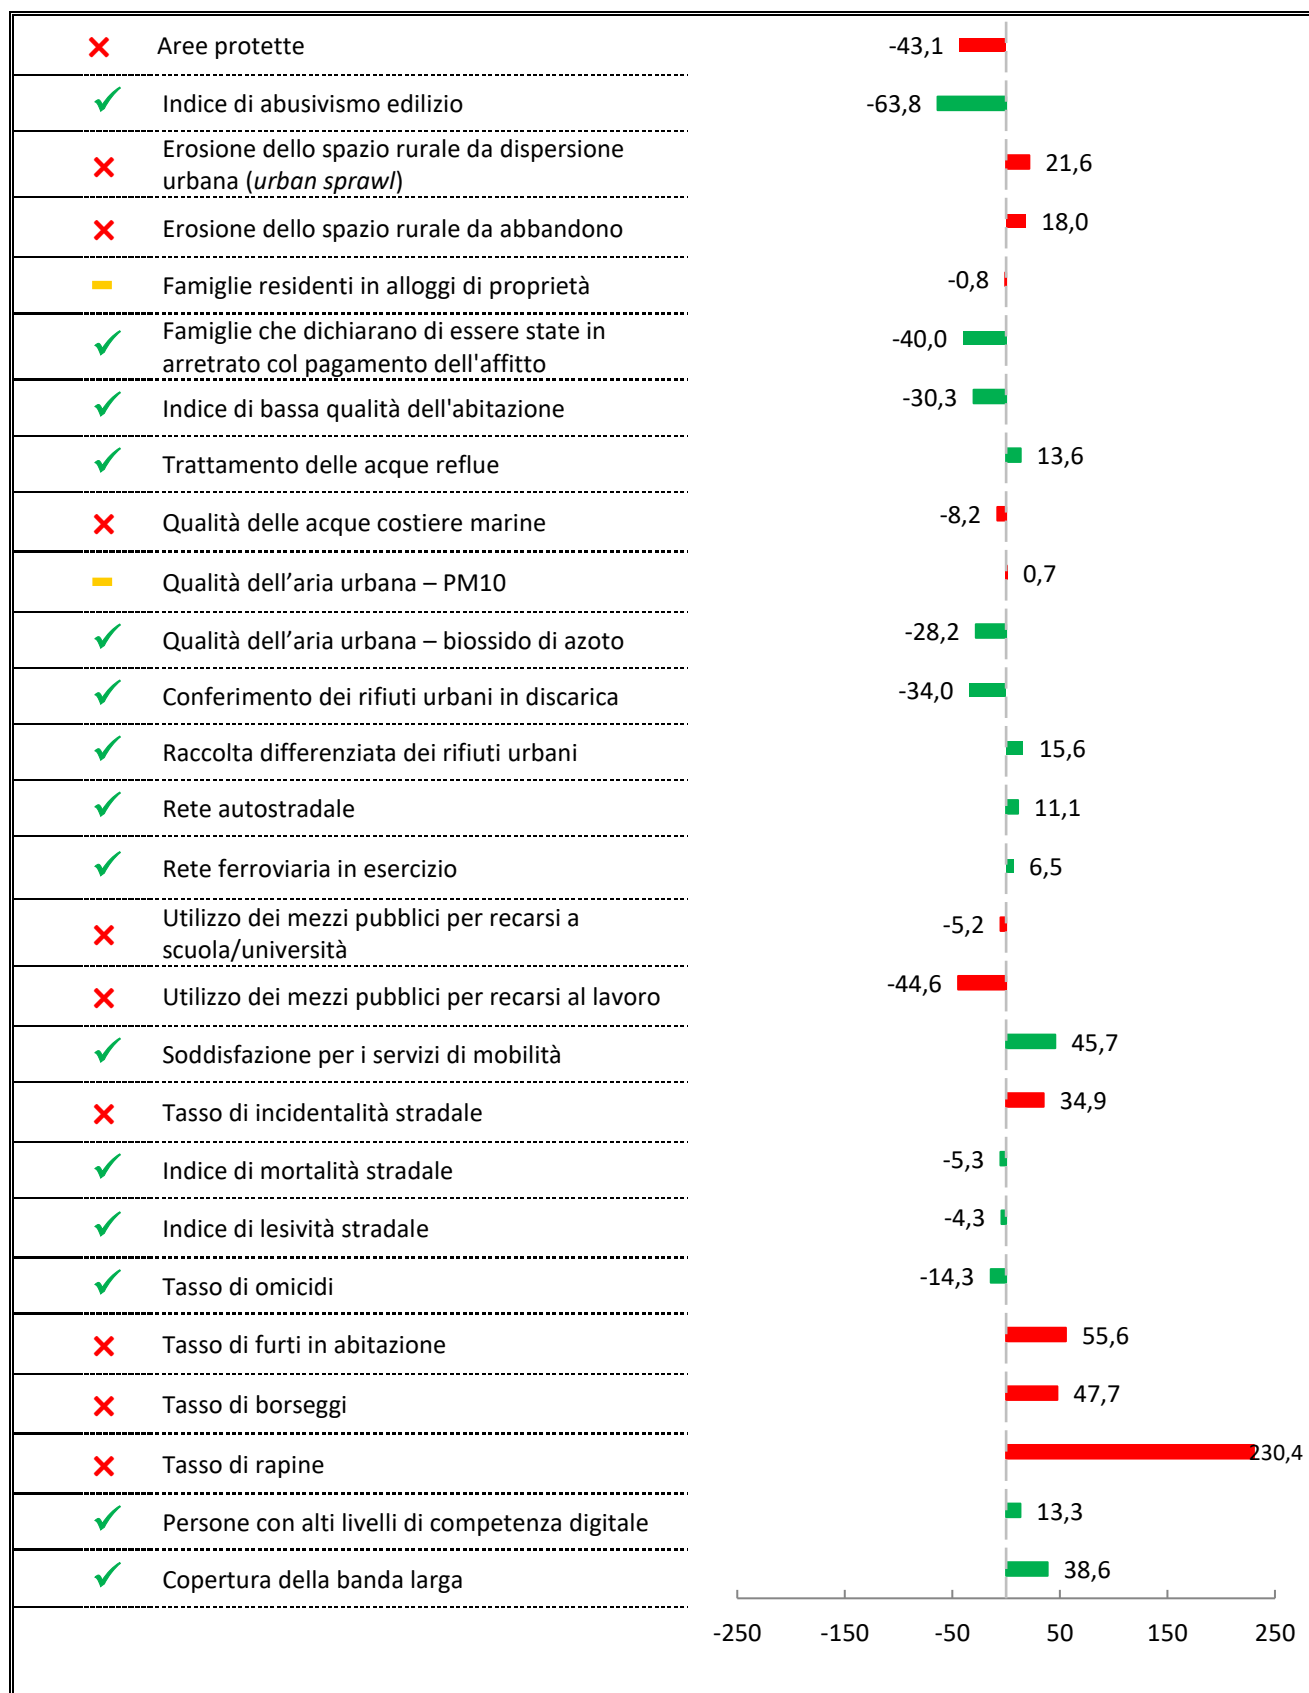 Aree protette
-43,1
Indice di abusivismo edilizio
-63,8
Erosione dello spazio rurale da dispersione
urbana (urban sprawl)
21,6
Erosione dello spazio rurale da abbandono
18,0
Famiglie residenti in alloggi di proprietà
-0,8
Famiglie che dichiarano di essere state in
arretrato col pagamento dell'affitto
-40,0
Indice di bassa qualità dell'abitazione
-30,3
Trattamento delle acque reflue
13,6
Qualità delle acque costiere marine
-8,2
Qualità dell’aria urbana – PM10
0,7
Qualità dell’aria urbana – biossido di azoto
-28,2
Conferimento dei rifiuti urbani in discarica
-34,0
Raccolta differenziata dei rifiuti urbani
15,6
Rete autostradale
11,1
Rete ferroviaria in esercizio
6,5
Utilizzo dei mezzi pubblici per recarsi a
scuola/università
-5,2
Utilizzo dei mezzi pubblici per recarsi al lavoro
-44,6
Soddisfazione per i servizi di mobilità
45,7
Tasso di incidentalità stradale
34,9
Indice di mortalità stradale
-5,3
Indice di lesività stradale
-4,3
Tasso di omicidi
-14,3
Tasso di furti in abitazione
55,6
Tasso di borseggi
47,7
Tasso di rapine
230,4
Persone con alti livelli di competenza digitale
13,3
Copertura della banda larga
38,6
-250 -150 -50 50 150 250